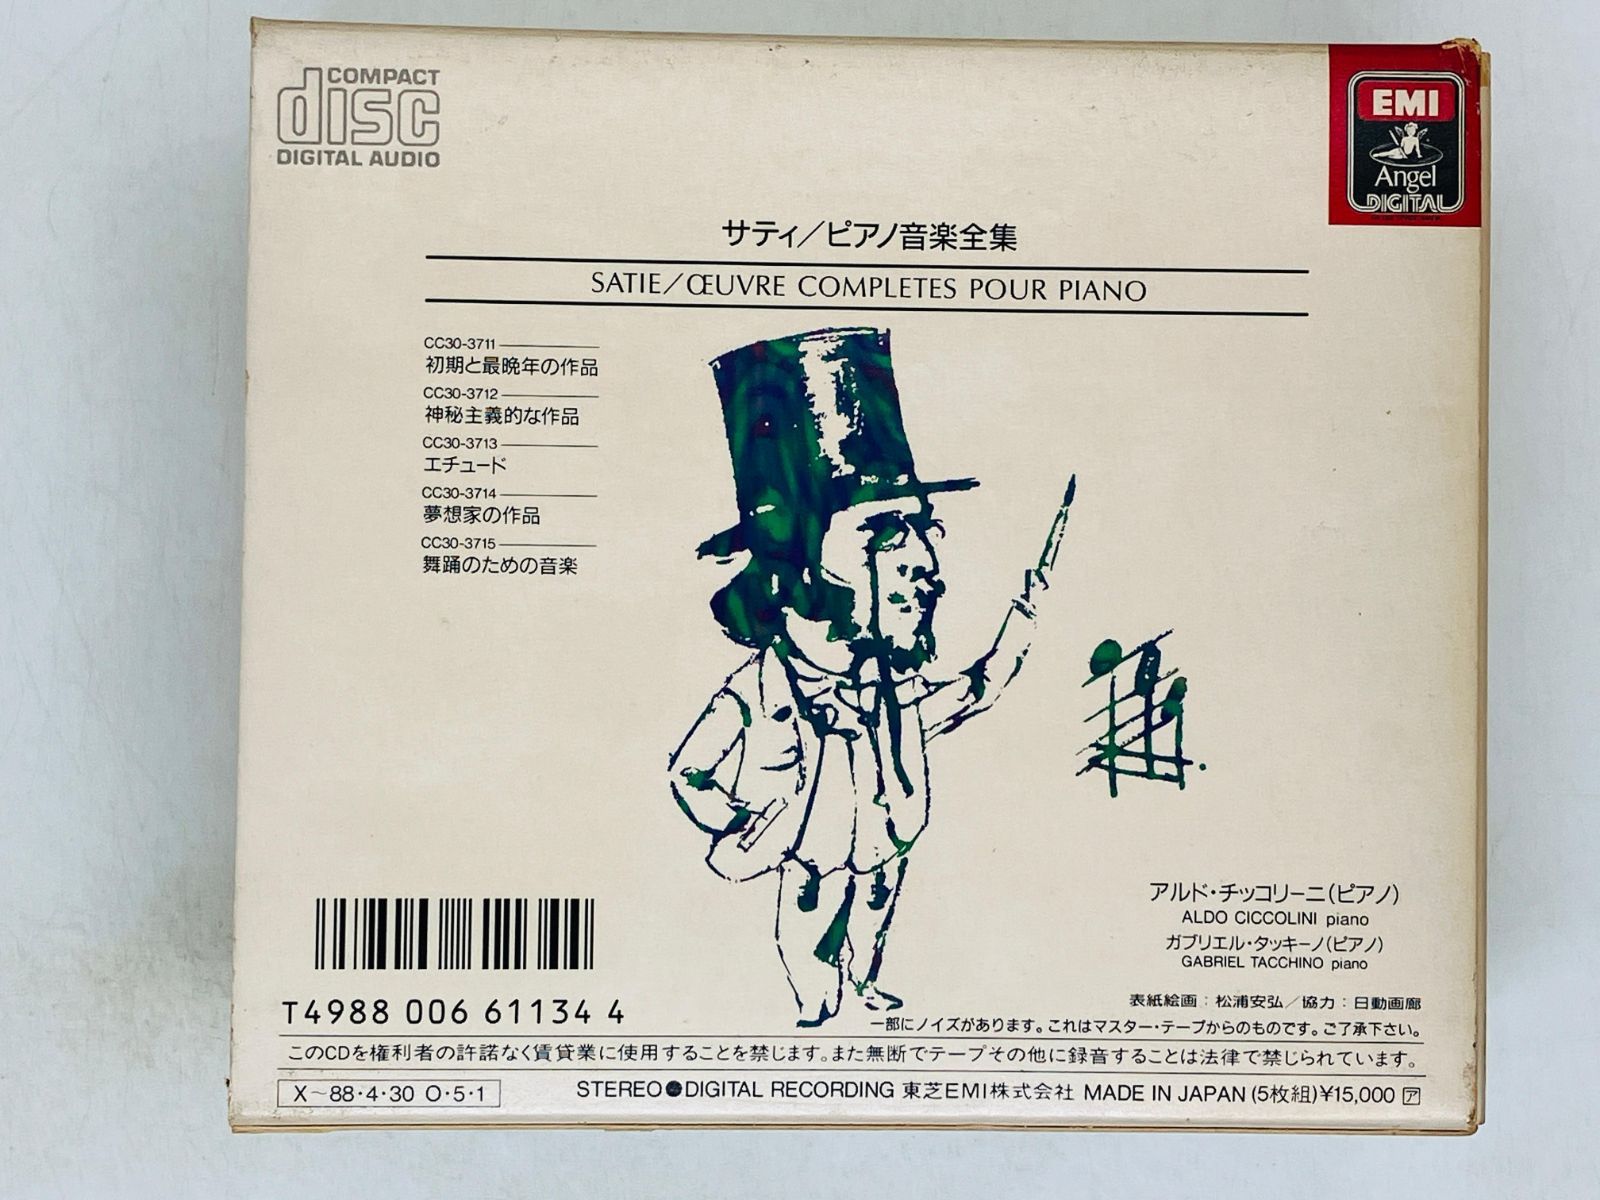 COMPACT
disc
DIGITAL AUDIO
EMI
Angel
DIGITAL
サティ/ピアノ音楽全集
SATIE/ŒUVRE COMPLETES POUR PIANO
CC30-3711
初期と最晩年の作品
CC30-3712
神秘主義的な作品
CC30-3713
エチュード
CC30-3714
夢想家の作品
CC30-3715
舞踊のための音楽
アルド・チッコリーニ(ピアノ)
ALDO CICCOLINI piano
ガブリエル・タッキーノ(ピアノ)
GABRIEL TACCHINO piano
T4988 006 61134 4
表紙絵画:松浦安弘/協力:日動画廊
一部にノイズがあります。これはマスター・テープからのものです。ご了承下さい。
このCDを権利者の許諾なく賃貸業に使用することを禁じます。また無断でテープその他に録音することは法律で禁じられています。
X~88・4・30 O・5・1
STEREO●DIGITAL RECORDING 東芝EMI株式会社 MADE IN JAPAN (5枚組)¥15,000 ア